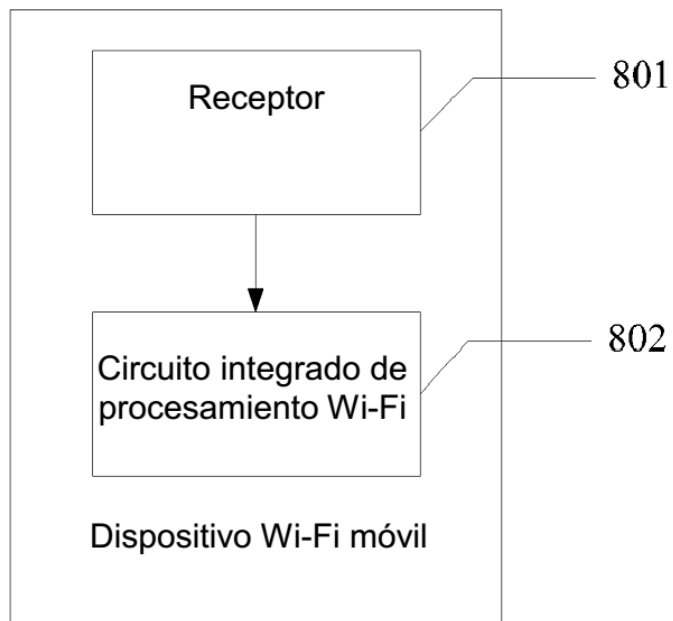 Receptor
801
Circuito integrado de
procesamiento Wi-Fi
802
Dispositivo Wi-Fi móvil